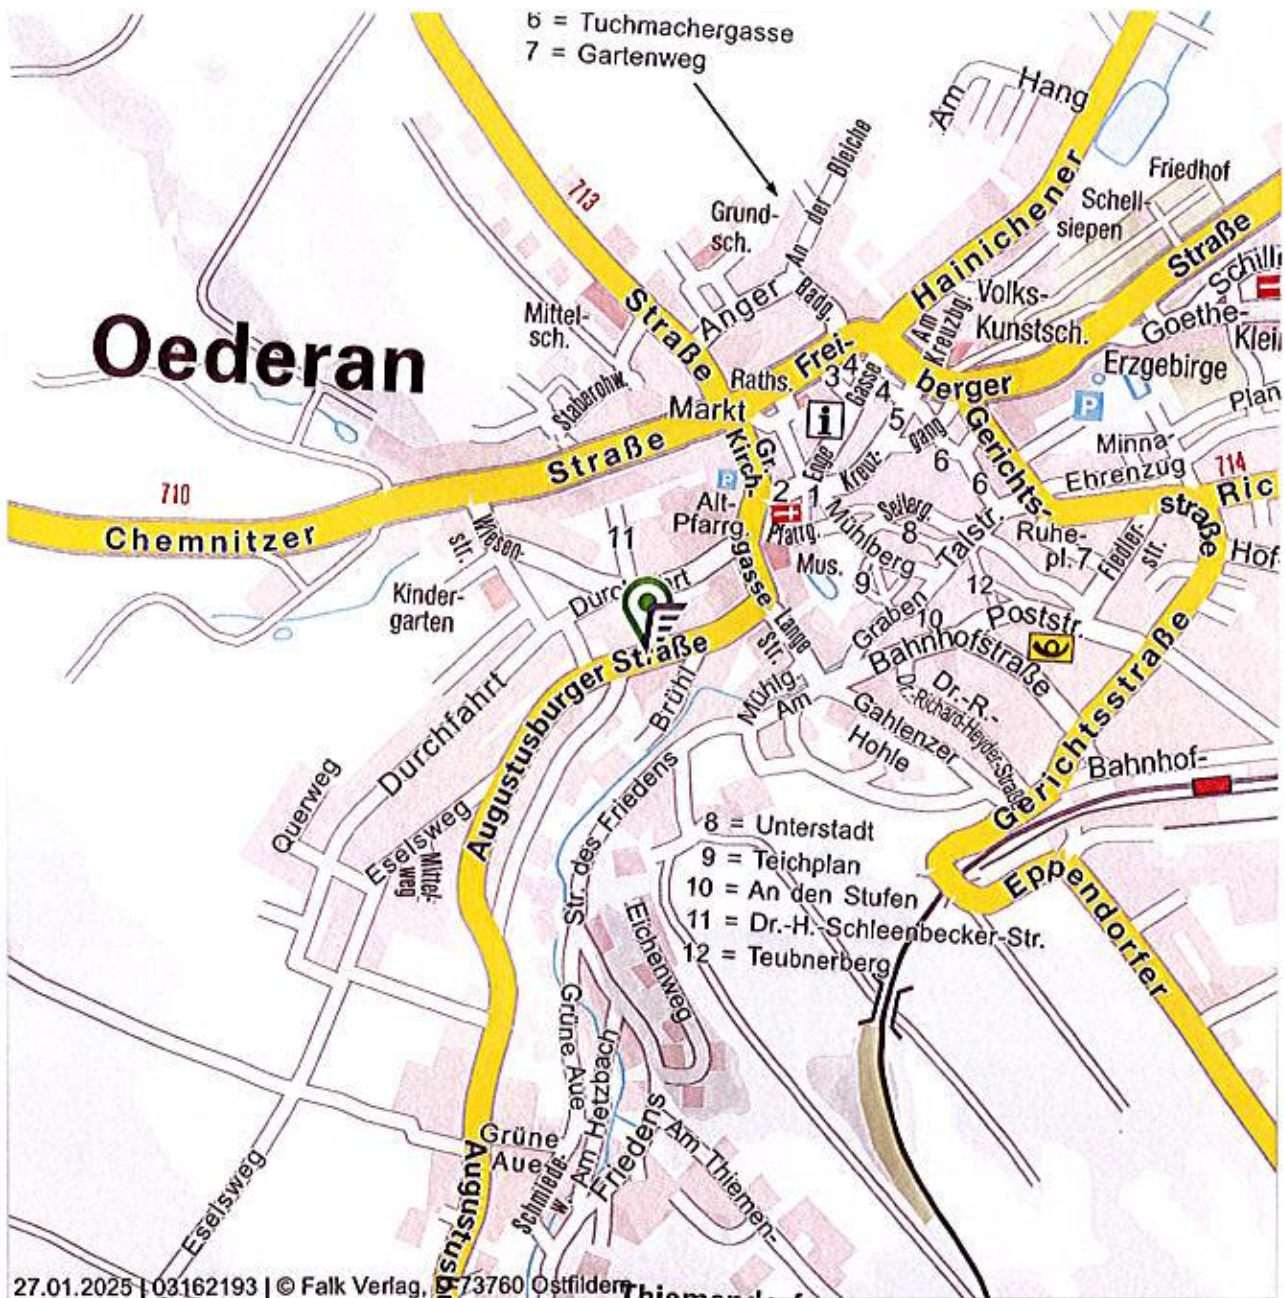 6 = Tuchmachergasse
7 = Gartenweg
Am
Hang
An der Bleiche
Friedhof
713
Grund-
sch.
Schell-
siepen
Hainichener
Straße
Schill
Anger
Badg.
Mittel-
sch.
Straße
Am
Kreuzbg.
Volks-
Kunstsch.
Goethe-
Klei
Oederan
Frei-
berger
Erzgebirge
Raths.
3
4
Gasse
4
Markt
Staberohw.
Plan
P
i
5
Enge
Kreuz-
gang
6
6
Gerichts-
straße
Minna-
Ehrenzug
714
Ric
Straße
710
Chemnitzer
Gr.
Kirch-
gasse
P
2
1
Alt-
Pfarrg.
Pfarrg.
Mühlberg
Seilerg.
8
Talstr.
Ruhe-
pl.
7
Fiedler-
str.
Hof-
Wiesen-
str.
11
Mus.
9
12
Kinder-
garten
Graben
10
Poststr.
Lange
Str.
Bahnhofstraße
Augustusburger Straße
Brühl
Mühlg.
Am
Dr.-R.-
Dr.-Richard-Heyder-Straße
Gahlenzer
Hohle
Gerichtsstraße
Bahnhof-
Durchfahrt
Querweg
Eselsweg
Mittel-
weg
Str. des Friedens
8 = Unterstadt
9 = Teichplan
10 = An den Stufen
11 = Dr.-H.-Schleenbecker-Str.
12 = Teubnerberg
Eppendorfer
Eichenweg
Grüne Aue
Am Hetzbach
Grüne
Aue
Friedens
Am Thiemen-
Schmiede-
w.
Eselsweg
27.01.2025 | 03162193 | © Falk Verlag, D-73760 Ostfildern